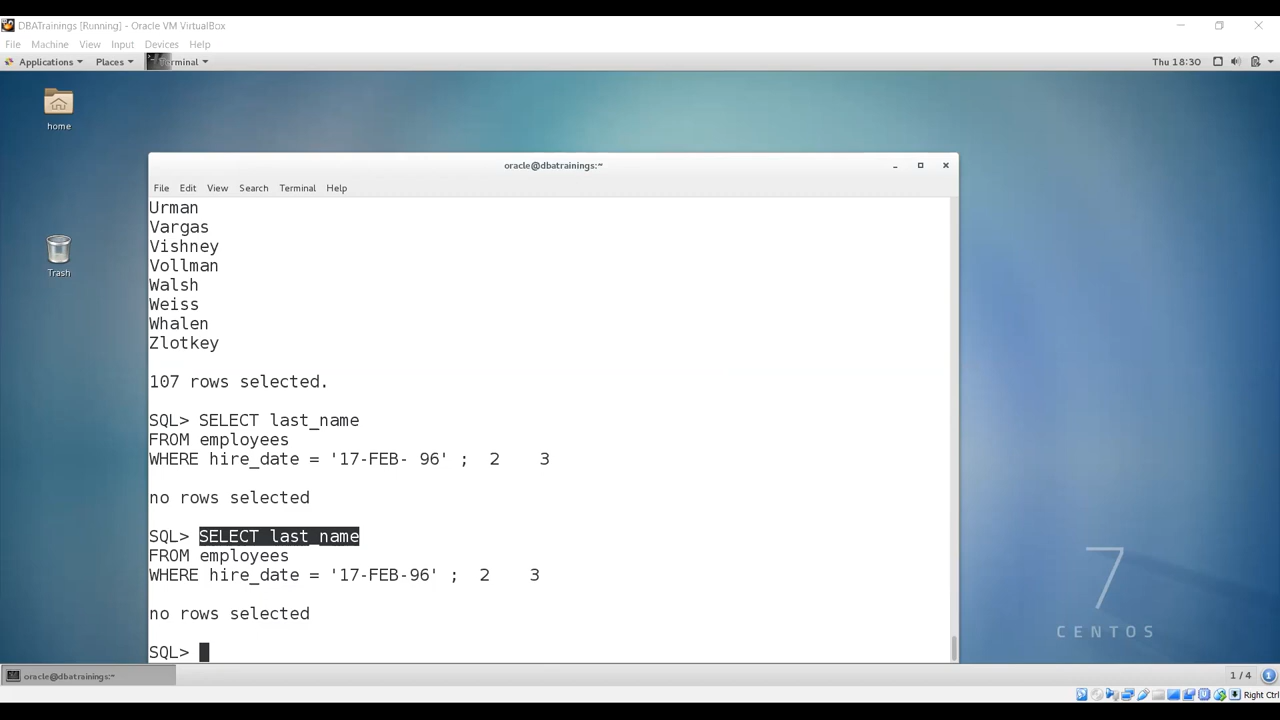 DBATrainings [Running] - Oracle VM VirtualBox
File Machine View Input Devices Help
Applications Places Terminal Thu 18:30
home
Trash
oracle@dbatrainings:~
File Edit View Search Terminal Help
Urman
Vargas
Vishney
Vollman
Walsh
Weiss
Whalen
Zlotkey
107 rows selected.
SQL> SELECT last_name
FROM employees
WHERE hire_date = '17-FEB- 96' ;  2    3
no rows selected
SQL> SELECT last_name
FROM employees
WHERE hire_date = '17-FEB-96' ;  2    3
no rows selected
SQL>
7
CENTOS
oracle@dbatrainings:~ 1 / 4 1
Right Ctrl